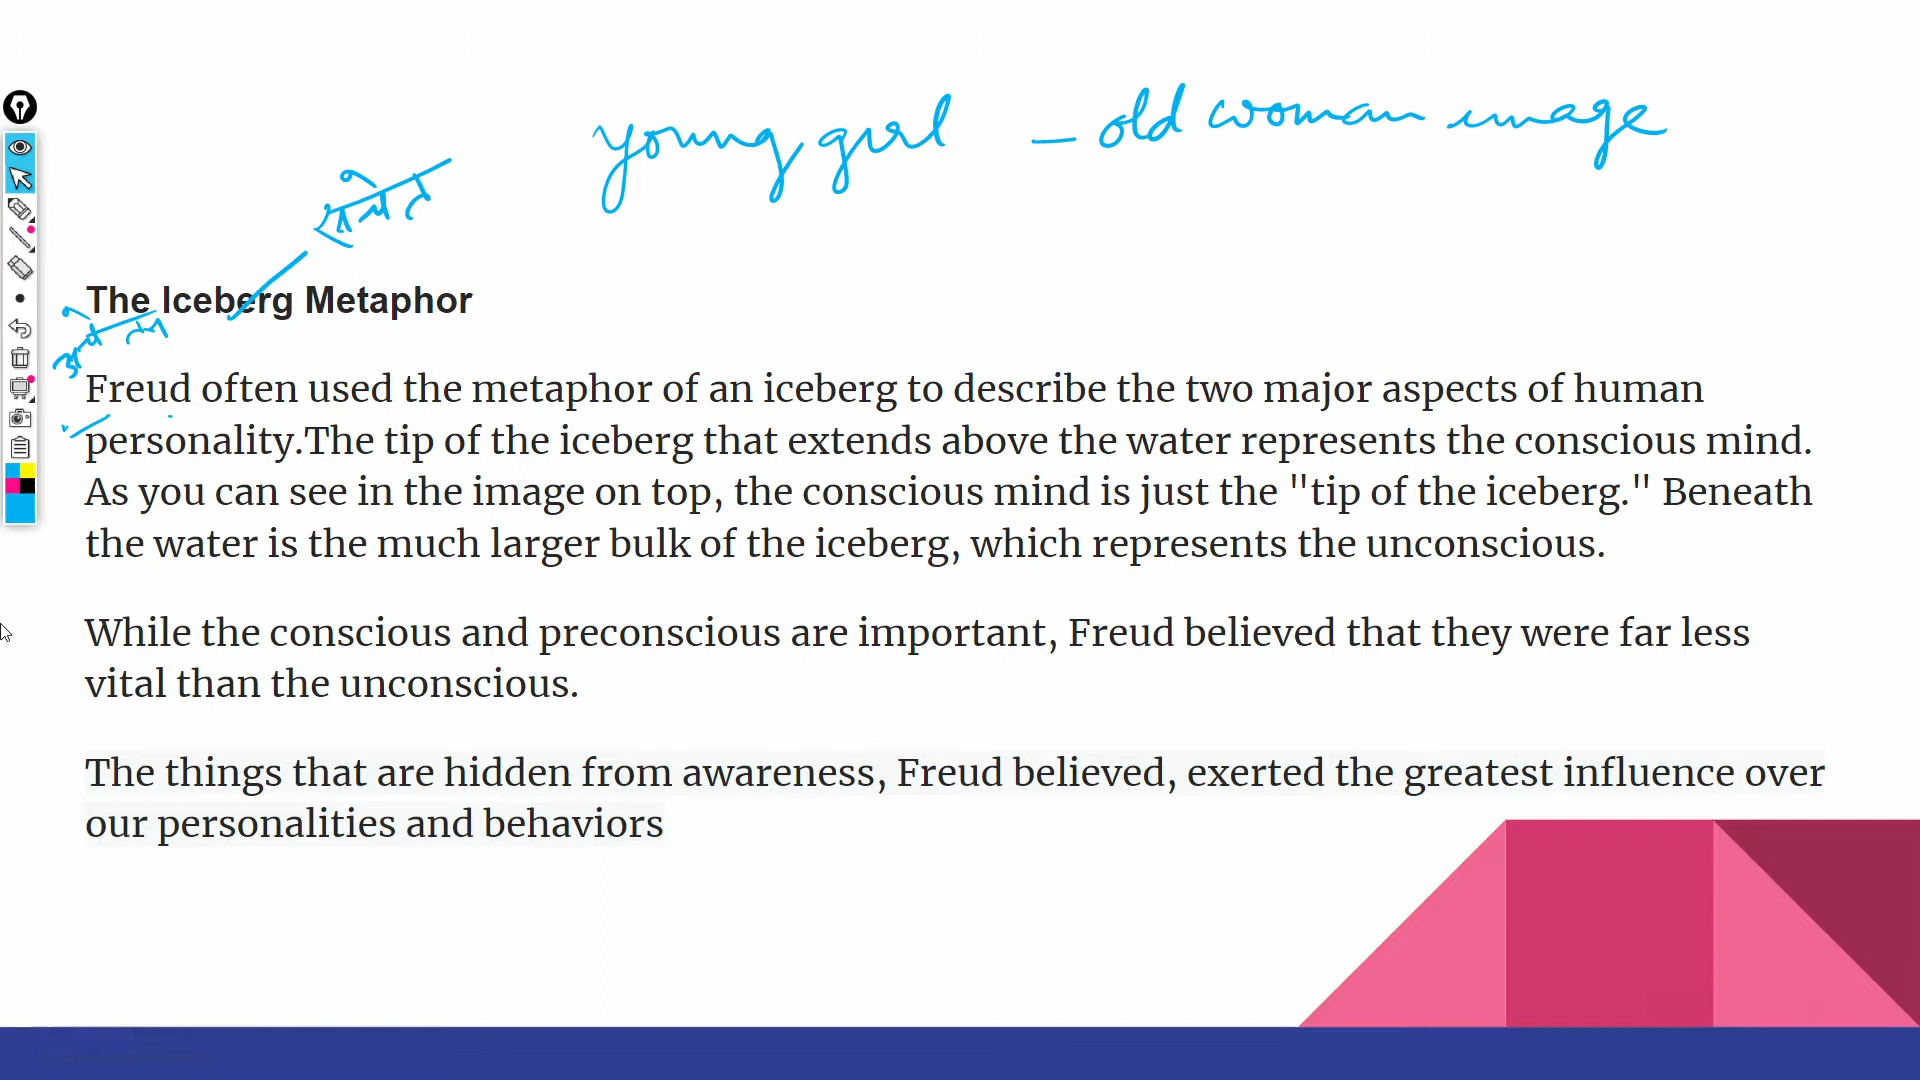 young girl - old woman image
The Iceberg Metaphor
Freud often used the metaphor of an iceberg to describe the two major aspects of human
personality.The tip of the iceberg that extends above the water represents the conscious mind.
As you can see in the image on top, the conscious mind is just the "tip of the iceberg." Beneath
the water is the much larger bulk of the iceberg, which represents the unconscious.
While the conscious and preconscious are important, Freud believed that they were far less
vital than the unconscious.
The things that are hidden from awareness, Freud believed, exerted the greatest influence over
our personalities and behaviors